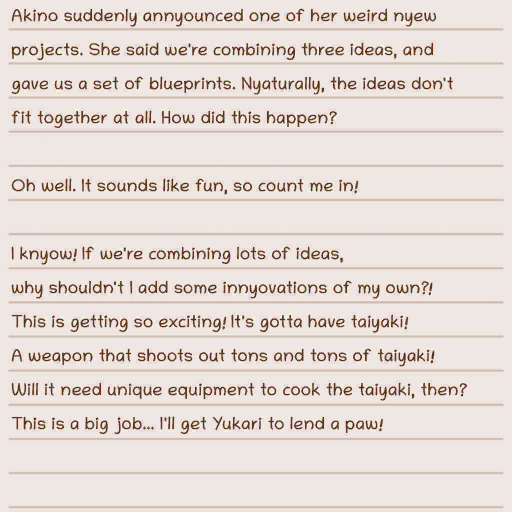 Akino suddenly annyounced one of her weird nyew
projects. She said we're combining three ideas, and
gave us a set of blueprints. Nyaturally, the ideas don't
fit together at all. How did this happen?
Oh well. It sounds like fun, so count me in!
I knyow! If we're combining lots of ideas,
why shouldn't I add some innyovations of my own?!
This is getting so exciting! It's gotta have taiyaki!
A weapon that shoots out tons and tons of taiyaki!
Will it need unique equipment to cook the taiyaki, then?
This is a big job... I'll get Yukari to lend a paw!